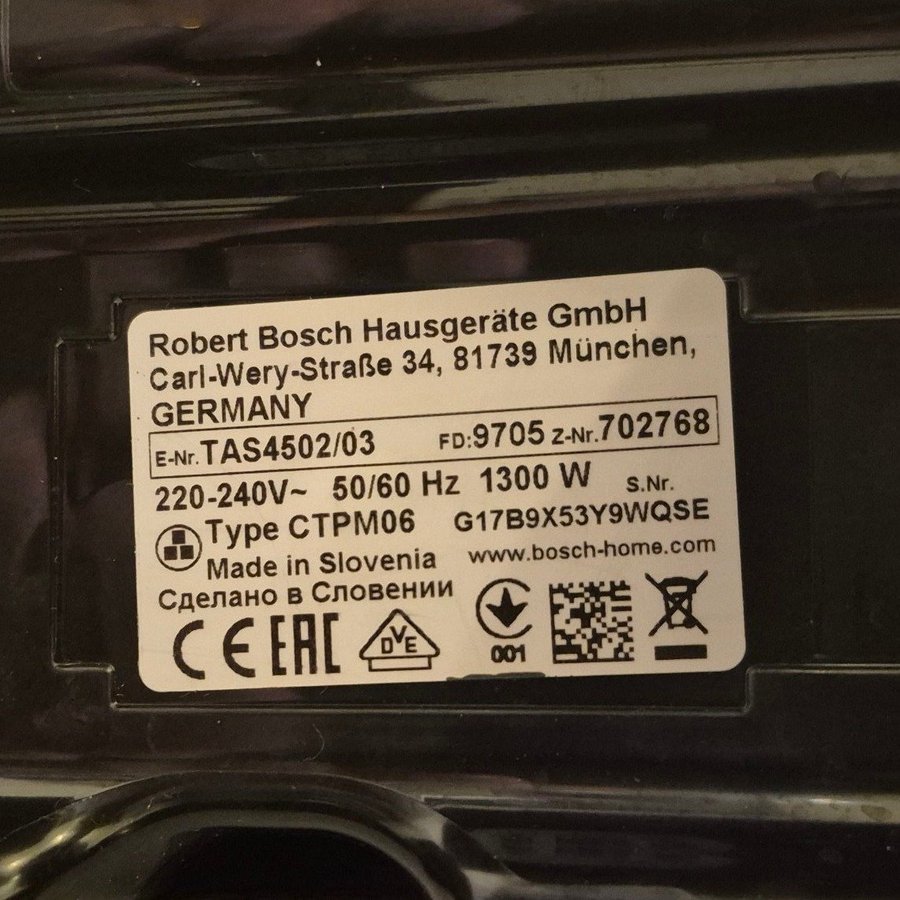 Robert Bosch Hausgeräte GmbH
Carl-Wery-Straße 34, 81739 München,
GERMANY
E-Nr. TAS4502/03 FD: 9705 Z-Nr. 702768
220-240V~ 50/60 Hz 1300 W S.Nr.
Type CTPM06 G17B9X53Y9WQSE
Made in Slovenia www.bosch-home.com
Сделано в Словении
CE EAC DVE 001